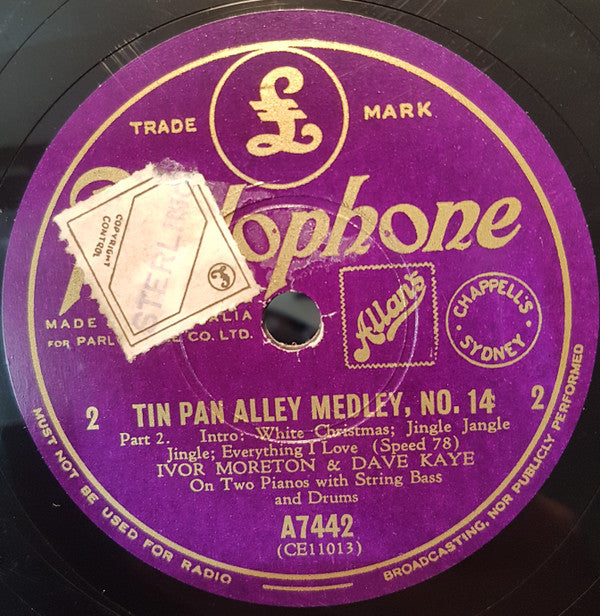 £
TRADE MARK
lophone
COPYRIGHT
CONTROL
STERLING
MADE ALIA
FOR PARL E CO. LTD.
Allan's
CHAPPELL'S
SYDNEY
2 TIN PAN ALLEY MEDLEY, NO. 14 2
Part 2. Intro: White Christmas; Jingle Jangle
Jingle; Everything I Love (Speed 78)
IVOR MORETON & DAVE KAYE
On Two Pianos with String Bass
and Drums
A7442
(CE11013)
MUST NOT BE USED FOR RADIO
BROADCASTING, NOR PUBLICLY PERFORMED